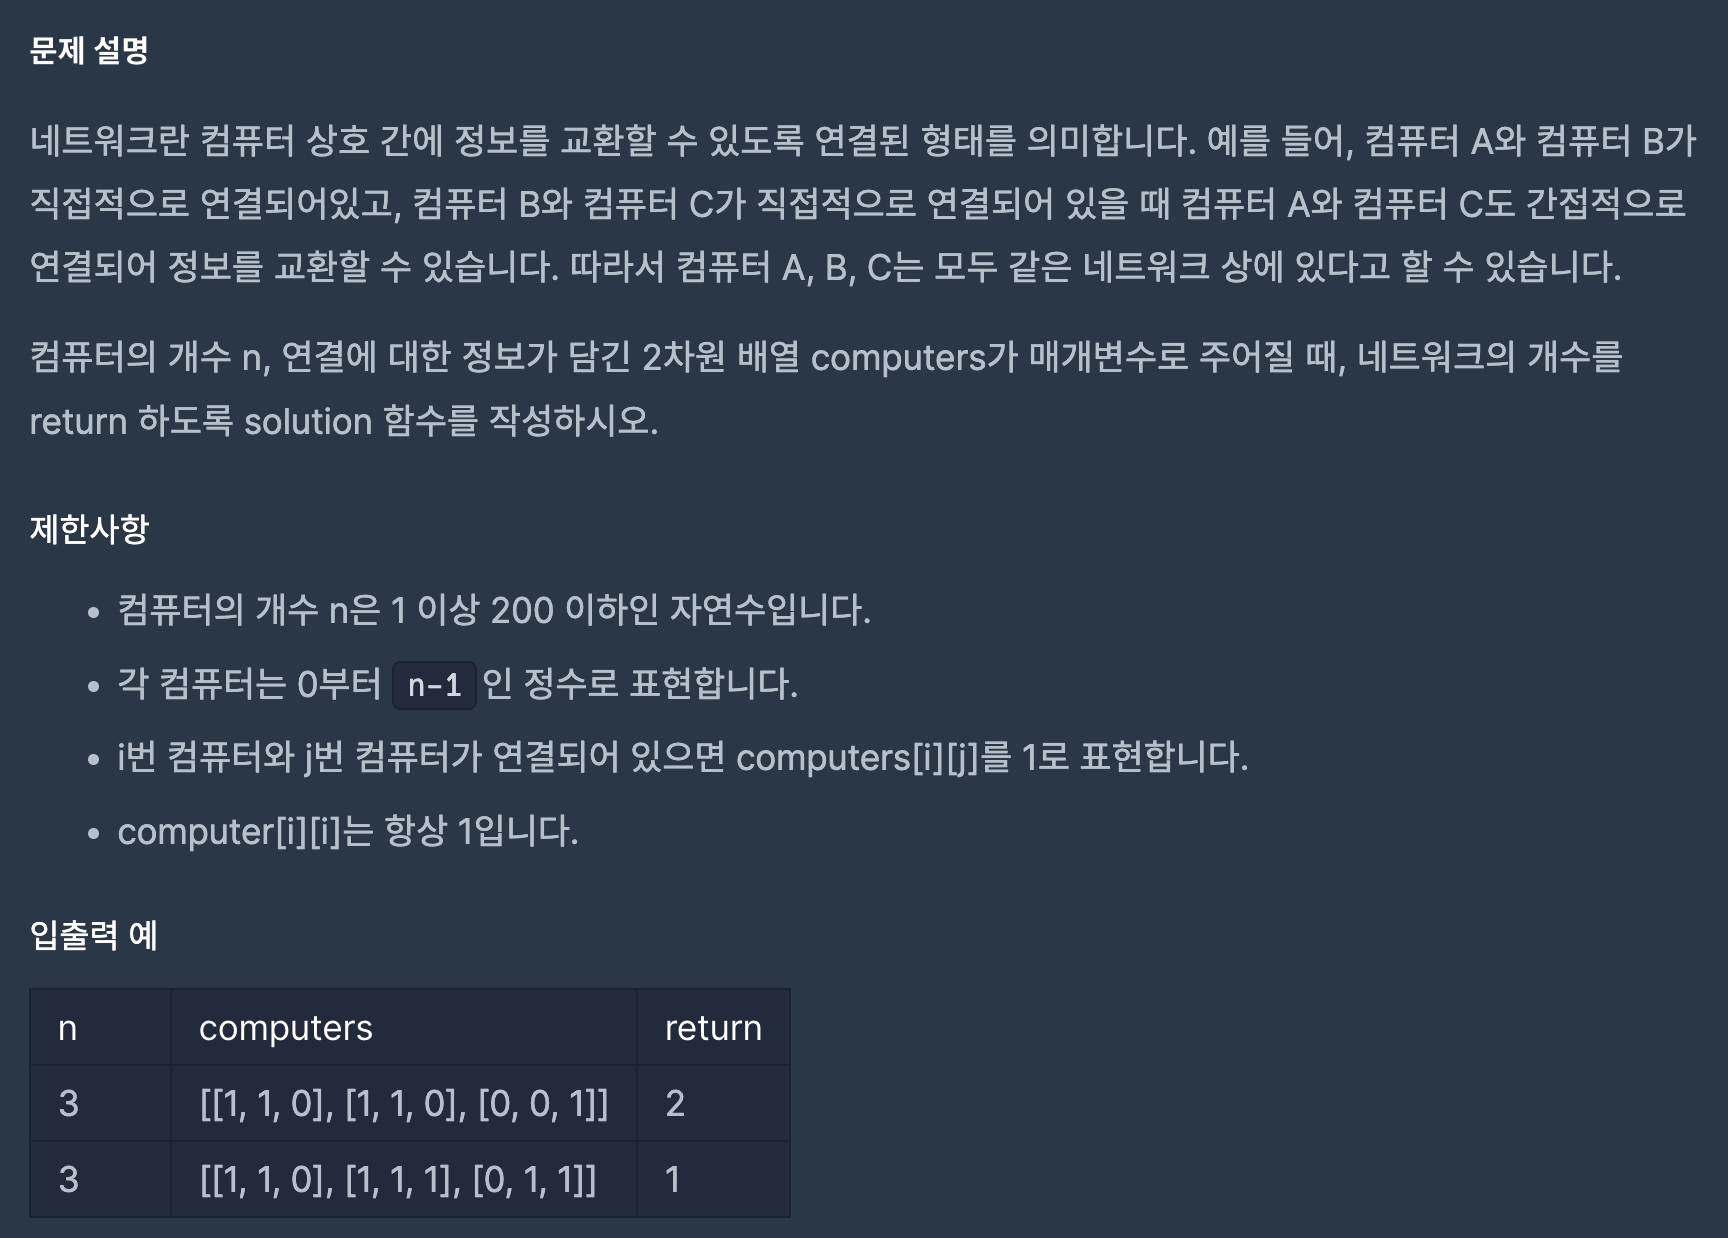 문제 설명
네트워크란 컴퓨터 상호 간에 정보를 교환할 수 있도록 연결된 형태를 의미합니다. 예를 들어, 컴퓨터 A와 컴퓨터 B가
직접적으로 연결되어있고, 컴퓨터 B와 컴퓨터 C가 직접적으로 연결되어 있을 때 컴퓨터 A와 컴퓨터 C도 간접적으로
연결되어 정보를 교환할 수 있습니다. 따라서 컴퓨터 A, B, C는 모두 같은 네트워크 상에 있다고 할 수 있습니다.
컴퓨터의 개수 n, 연결에 대한 정보가 담긴 2차원 배열 computers가 매개변수로 주어질 때, 네트워크의 개수를
return 하도록 solution 함수를 작성하시오.
제한사항
• 컴퓨터의 개수 n은 1 이상 200 이하인 자연수입니다.
• 각 컴퓨터는 0부터 n-1 인 정수로 표현합니다.
• i번 컴퓨터와 j번 컴퓨터가 연결되어 있으면 computers[i][j]를 1로 표현합니다.
• computer[i][i]는 항상 1입니다.
입출력 예
n computers return
3 [[1, 1, 0], [1, 1, 0], [0, 0, 1]] 2
3 [[1, 1, 0], [1, 1, 1], [0, 1, 1]] 1